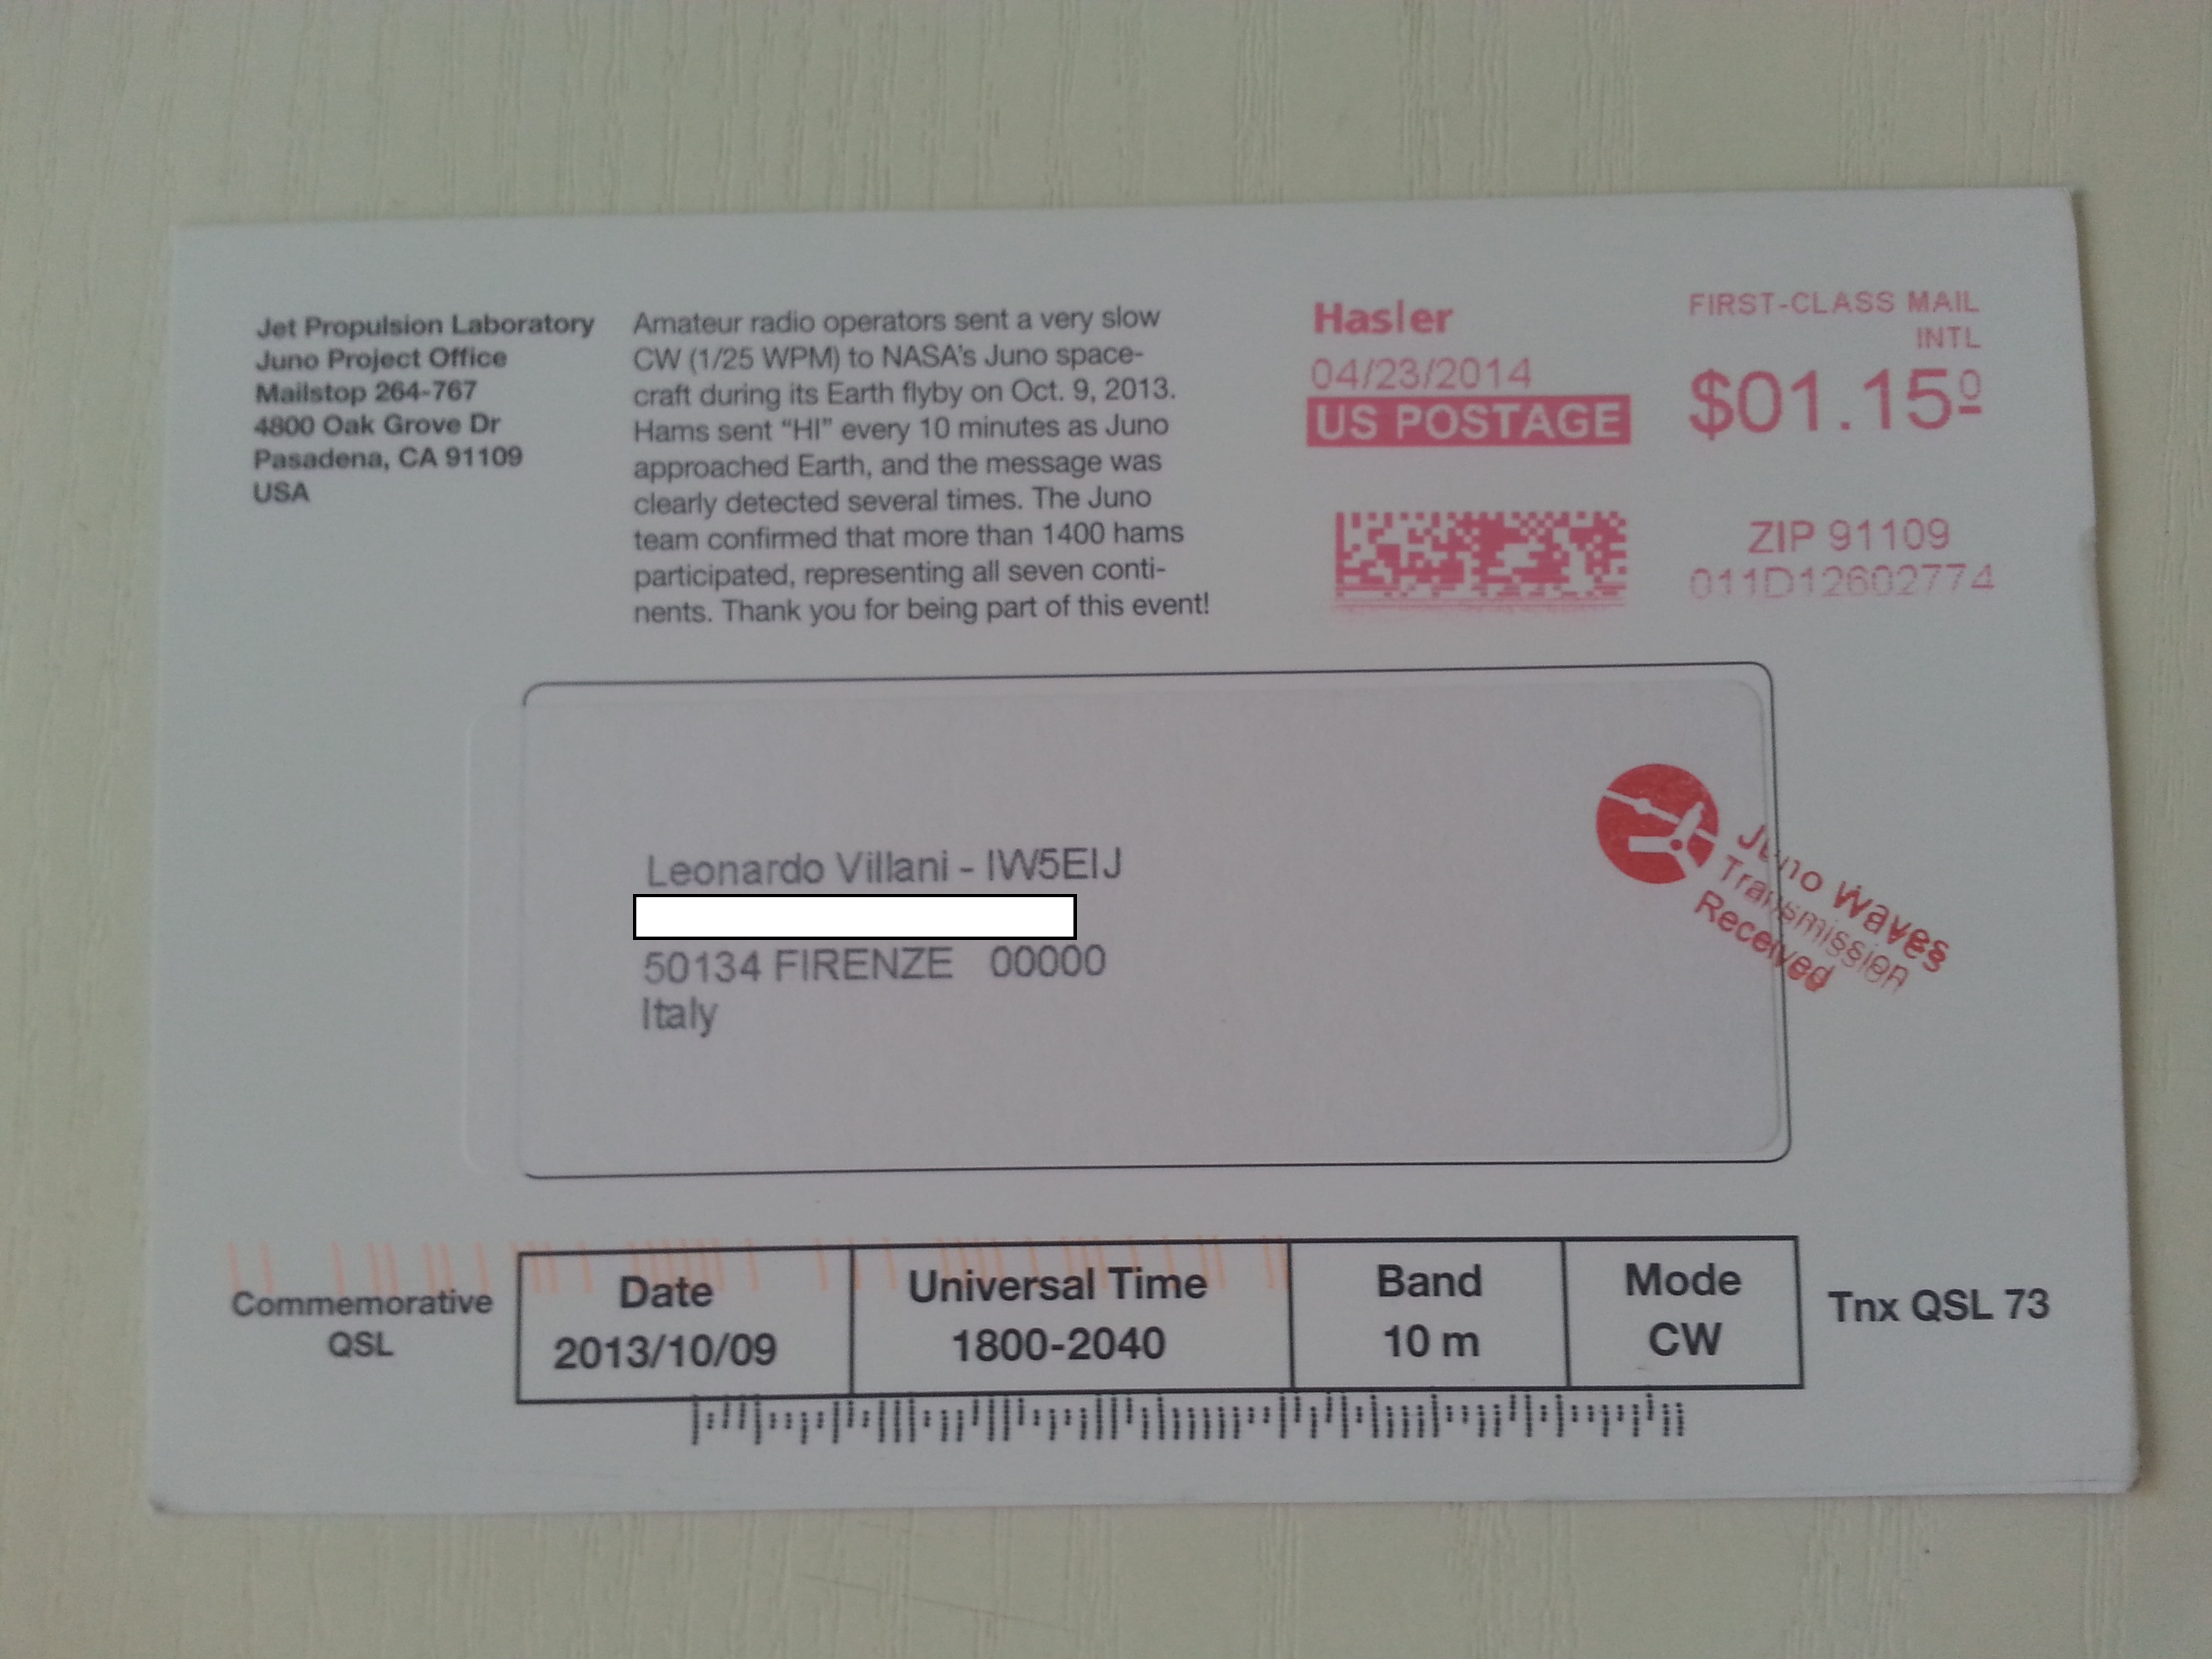 Jet Propulsion Laboratory
Juno Project Office
Mailstop 264-767
4800 Oak Grove Dr
Pasadena, CA 91109
USA
Amateur radio operators sent a very slow
CW (1/25 WPM) to NASA's Juno space-
craft during its Earth flyby on Oct. 9, 2013.
Hams sent “HI” every 10 minutes as Juno
approached Earth, and the message was
clearly detected several times. The Juno
team confirmed that more than 1400 hams
participated, representing all seven conti-
nents. Thank you for being part of this event!
Hasler
04/23/2014
US POSTAGE
FIRST-CLASS MAIL
INTL
$01.15�0
ZIP 91109
011D12602774
Leonardo Villani - IW5EIJ
50134 FIRENZE 00000
Italy
Juno Waves
Transmission
Received
Commemorative
QSL
Date
2013/10/09
Universal Time
1800-2040
Band
10 m
Mode
CW
Tnx QSL 73